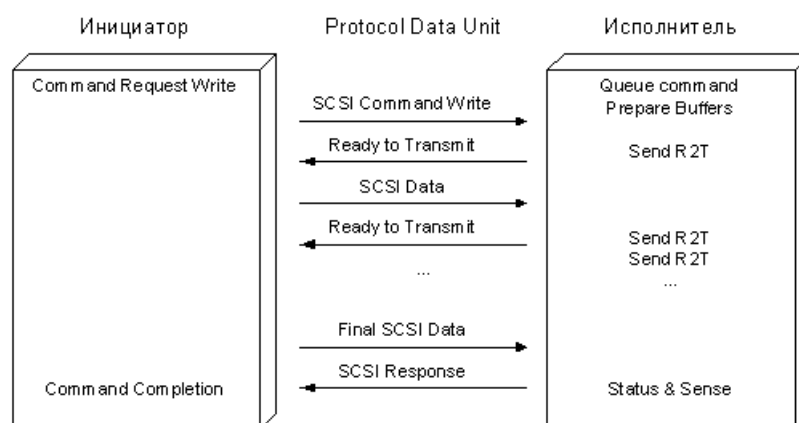 Инициатор
Protocol Data Unit
Исполнитель
Command Request Write
Queue command
Prepare Buffers
SCSI Command Write
Ready to Transmit
Send R2T
SCSI Data
Ready to Transmit
Send R2T
Send R2T
...
...
Final SCSI Data
SCSI Response
Command Completion
Status & Sense